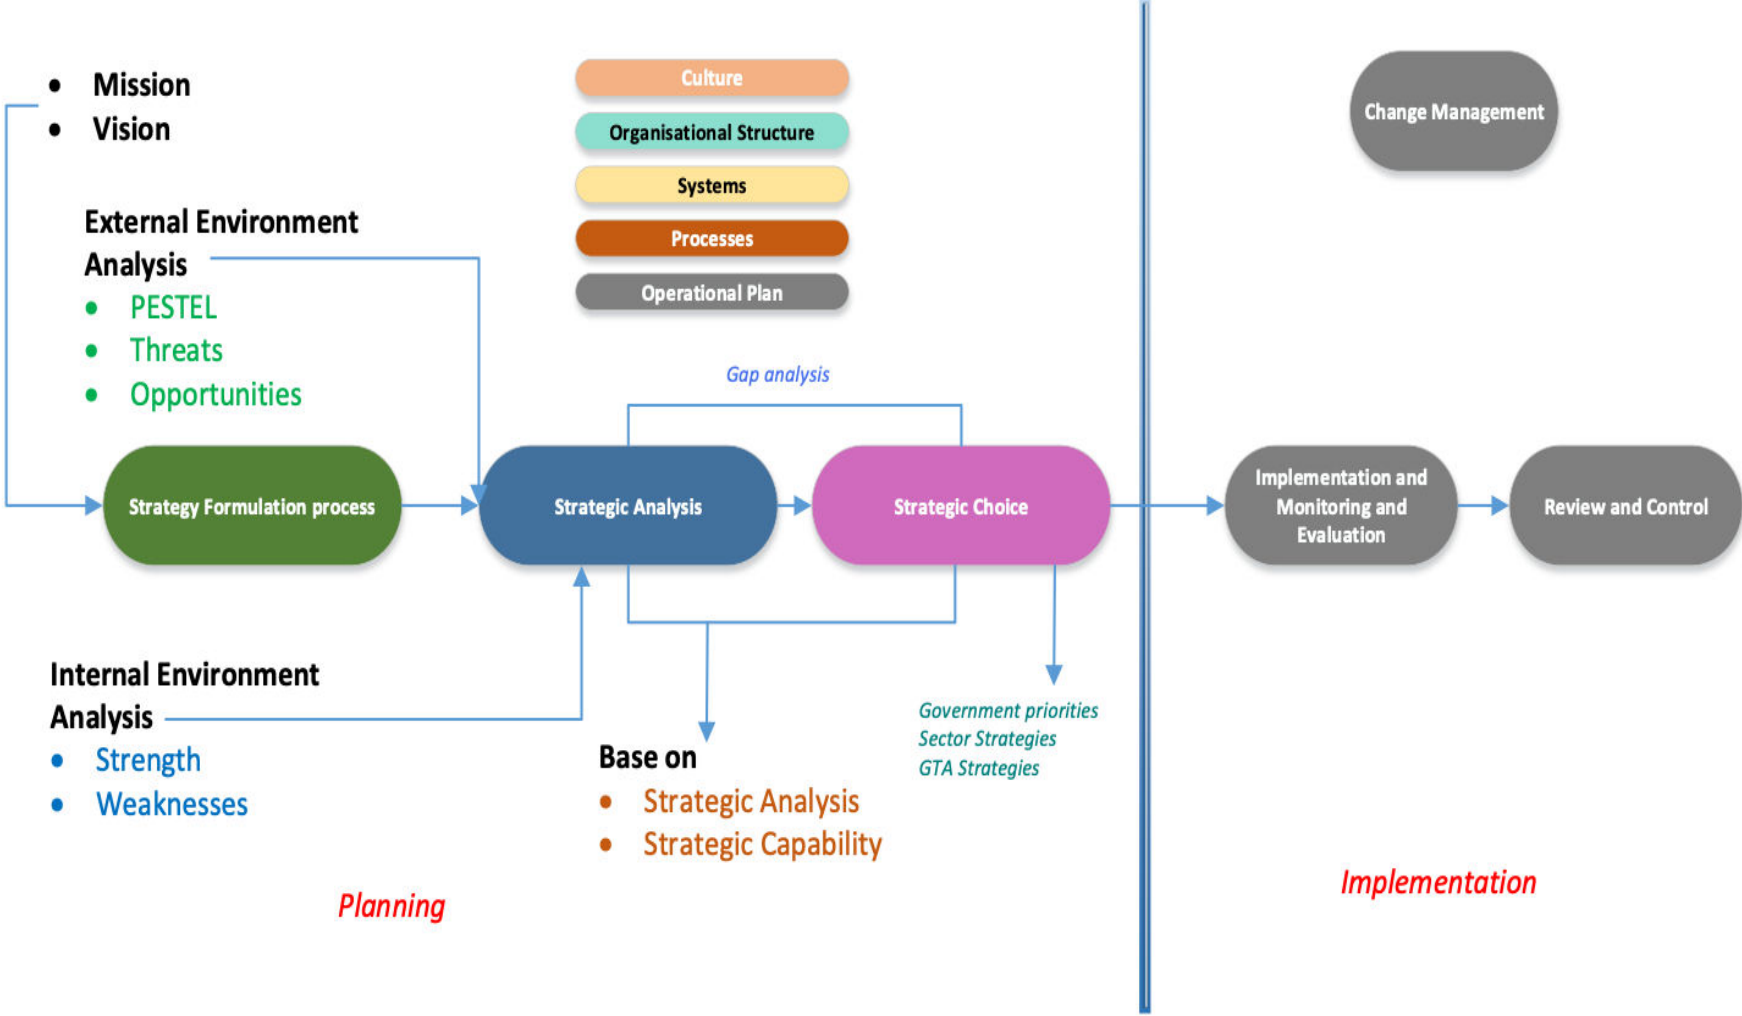 • Mission
• Vision
External Environment
Analysis
• PESTEL
• Threats
• Opportunities
Culture
Organisational Structure
Systems
Processes
Operational Plan
Change Management
Gap analysis
Strategy Formulation process
Strategic Analysis
Strategic Choice
Implementation and
Monitoring and
Evaluation
Review and Control
Internal Environment
Analysis
• Strength
• Weaknesses
Base on
• Strategic Analysis
• Strategic Capability
Government priorities
Sector Strategies
GTA Strategies
Planning
Implementation